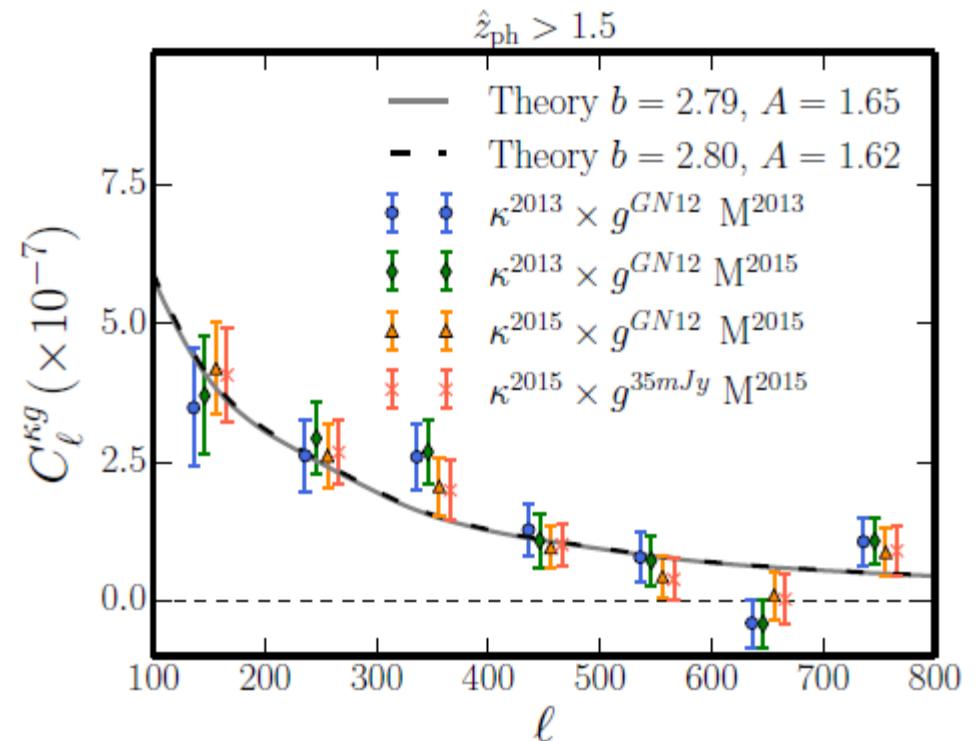 ẑ_ph > 1.5
Theory b = 2.79, A = 1.65
Theory b = 2.80, A = 1.62
κ^2013 × g^GN12 M^2013
κ^2013 × g^GN12 M^2015
κ^2015 × g^GN12 M^2015
κ^2015 × g^35mJy M^2015
C_ℓ^κg (×10^−7)
7.5
5.0
2.5
0.0
100 200 300 400 500 600 700 800
ℓ